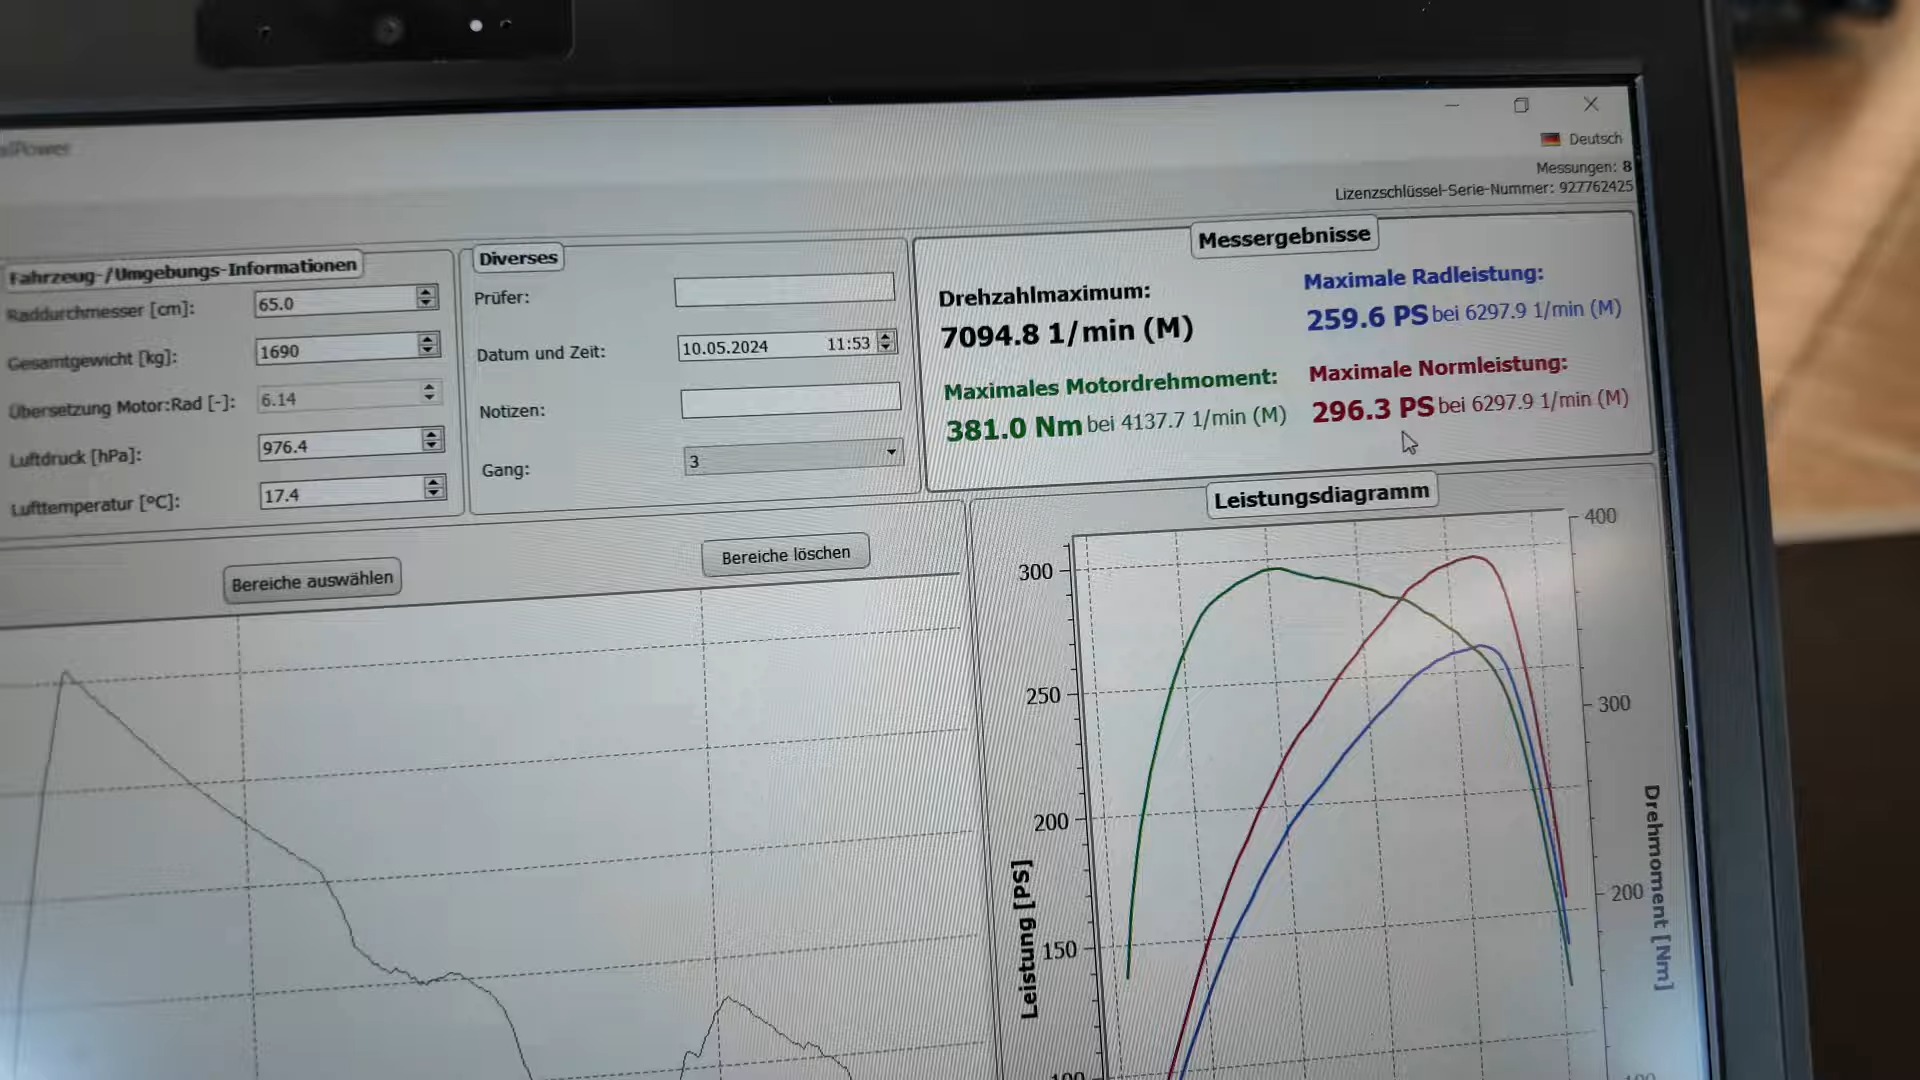 Deutsch
Messungen: 8
Lizenzschlüssel-Serie-Nummer: 927762425
Fahrzeug-/Umgebungs-Informationen
Raddurchmesser [cm]: 65.0
Gesamtgewicht [kg]: 1690
Übersetzung Motor:Rad [-]: 6.14
Luftdruck [hPa]: 976.4
Lufttemperatur [°C]: 17.4
Diverses
Prüfer:
Datum und Zeit: 10.05.2024 11:53
Notizen:
Gang: 3
Messergebnisse
Drehzahlmaximum:
7094.8 1/min (M)
Maximales Motordrehmoment:
381.0 Nm bei 4137.7 1/min (M)
Maximale Radleistung:
259.6 PS bei 6297.9 1/min (M)
Maximale Normleistung:
296.3 PS bei 6297.9 1/min (M)
Bereiche auswählen
Bereiche löschen
Leistungsdiagramm
300
250
200
150
Leistung [PS]
400
300
200
Drehmoment [Nm]